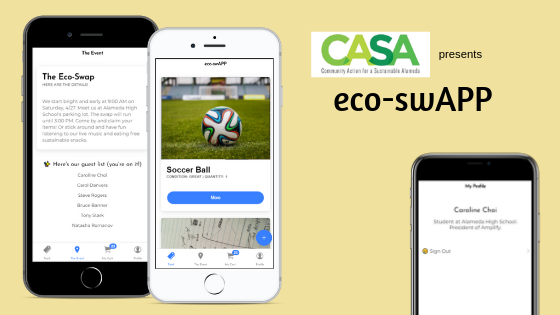 The Event
The Eco-Swap
HERE ARE THE DETAILS!
We start bright and early at 9:00 AM on
Saturday, 4/27. Meet us at Alameda High
School's parking lot. The swap will run
until 3:00 PM. Come by and claim your
items! Or stick around and have fun
listening to our live music and eating free
sustainable snacks.
Here's our guest list (you're on it!)
Caroline Choi
Carol Danvers
Steve Rogers
Bruce Banner
Tony Stark
Natasha Romanov
Feed
The Event
My Cart
Profile
eco-swAPP
Soccer Ball
CONDITION: GREAT | QUANTITY: 1
More
+
Feed
The Event
My Cart
Profile
CASA
Community Action for a Sustainable Alameda
presents
eco-swAPP
My Profile
Caroline Choi
Student at Alameda High School.
President of Amplify.
Sign Out